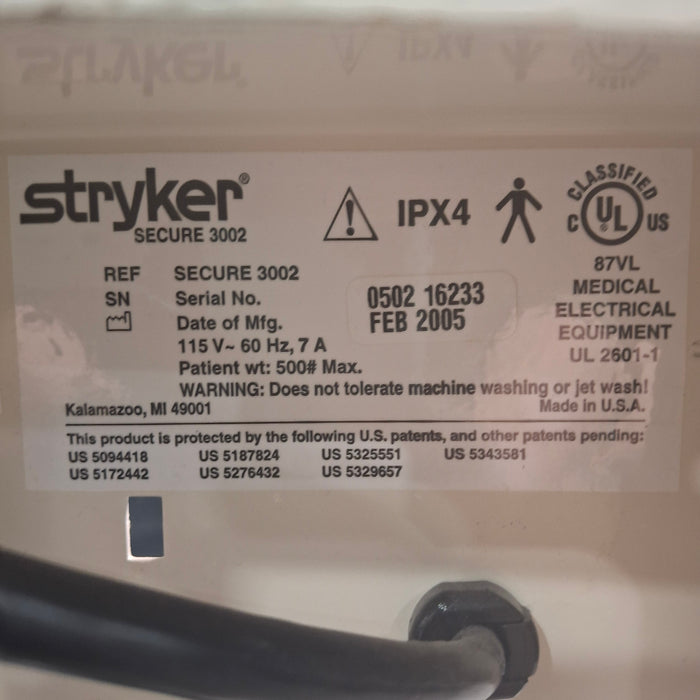 stryker®
SECURE 3002
IPX4
CLASSIFIED
C UL® US
87VL
MEDICAL
ELECTRICAL
EQUIPMENT
UL 2601-1
REF SECURE 3002
SN Serial No. 0502 16233
Date of Mfg. FEB 2005
115 V~ 60 Hz, 7 A
Patient wt: 500# Max.
WARNING: Does not tolerate machine washing or jet wash!
Kalamazoo, MI 49001 Made in U.S.A.
This product is protected by the following U.S. patents, and other patents pending:
US 5094418 US 5187824 US 5325551 US 5343581
US 5172442 US 5276432 US 5329657